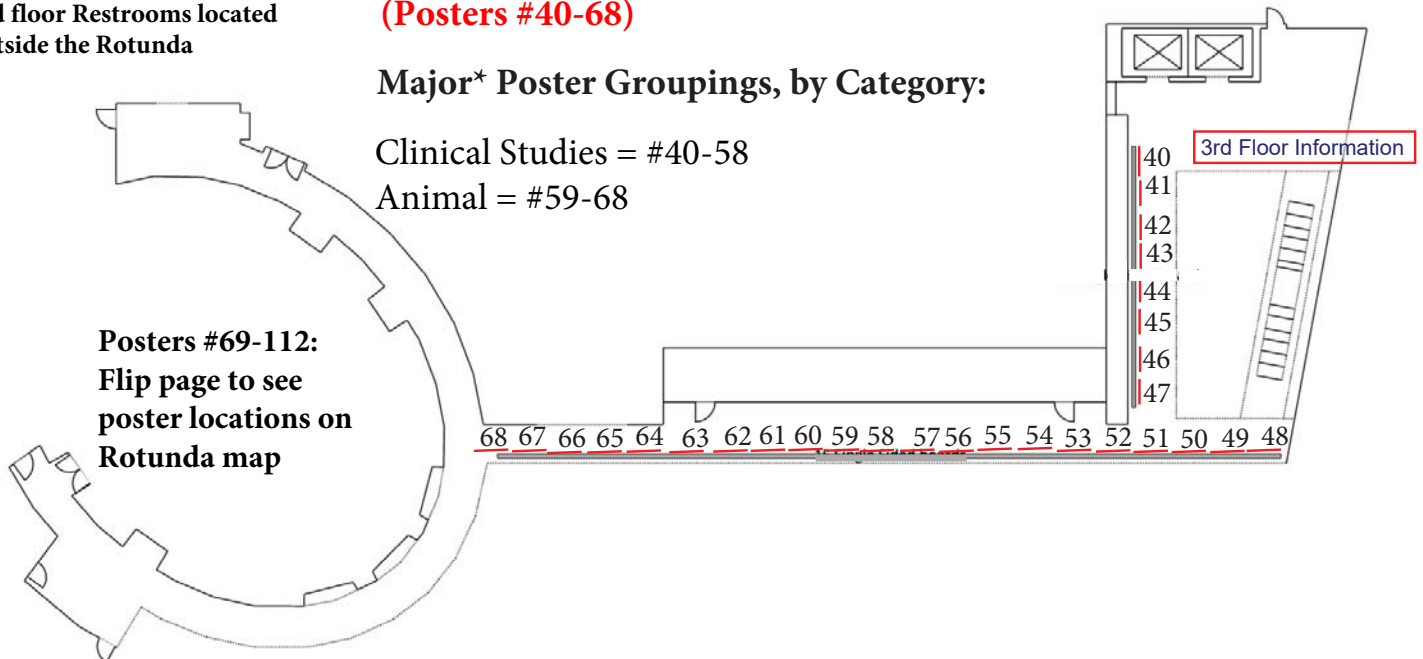 floor Restrooms located
the Rotunda
(Posters #40-68)
Major* Poster Groupings, by Category:
Clinical Studies = #40-58
Animal = #59-68
3rd Floor Information
40
41
42
43
44
45
46
47
Posters #69-112:
Flip page to see
poster locations on
Rotunda map
68 67 66 65 64 63 62 61 60 59 58 57 56 55 54 53 52 51 50 49 48